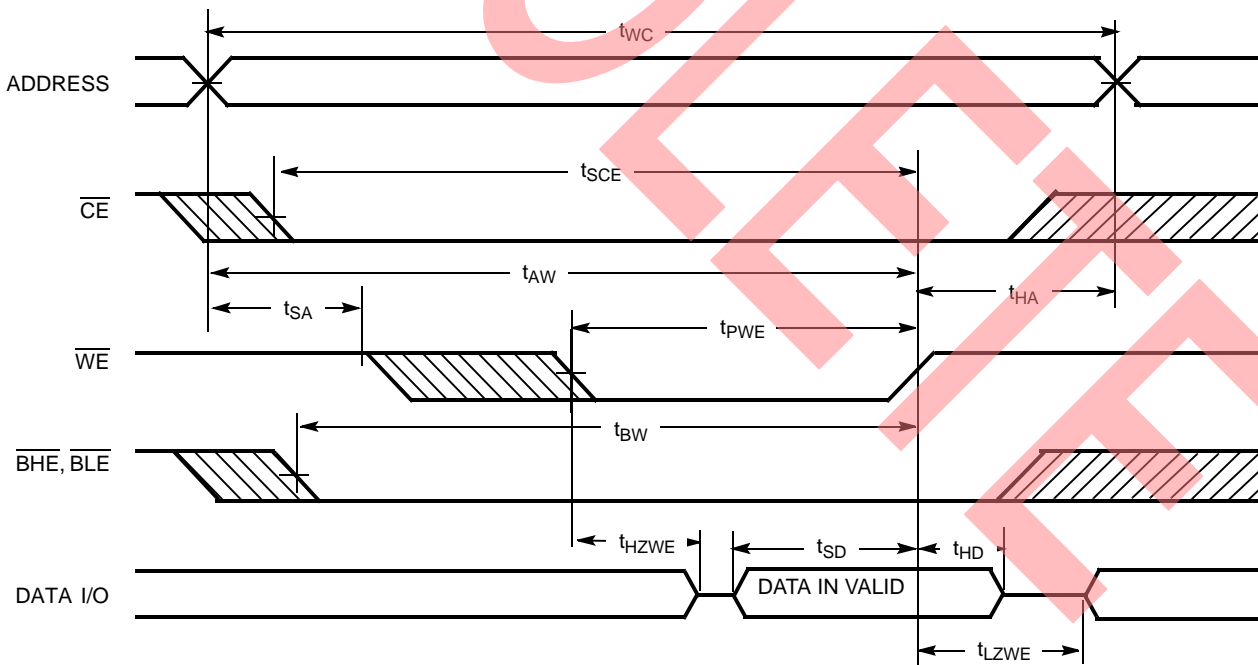 tWC
ADDRESS
tSCE
CE
tAW
tSA
tHA
tPWE
WE
tBW
BHE, BLE
tHZWE
tSD
tHD
DATA I/O
DATA IN VALID
tLZWE